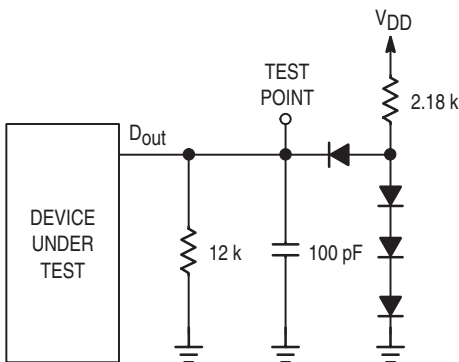 VDD
TEST
POINT
2.18 k
Dout
DEVICE
UNDER
TEST
12 k
100 pF